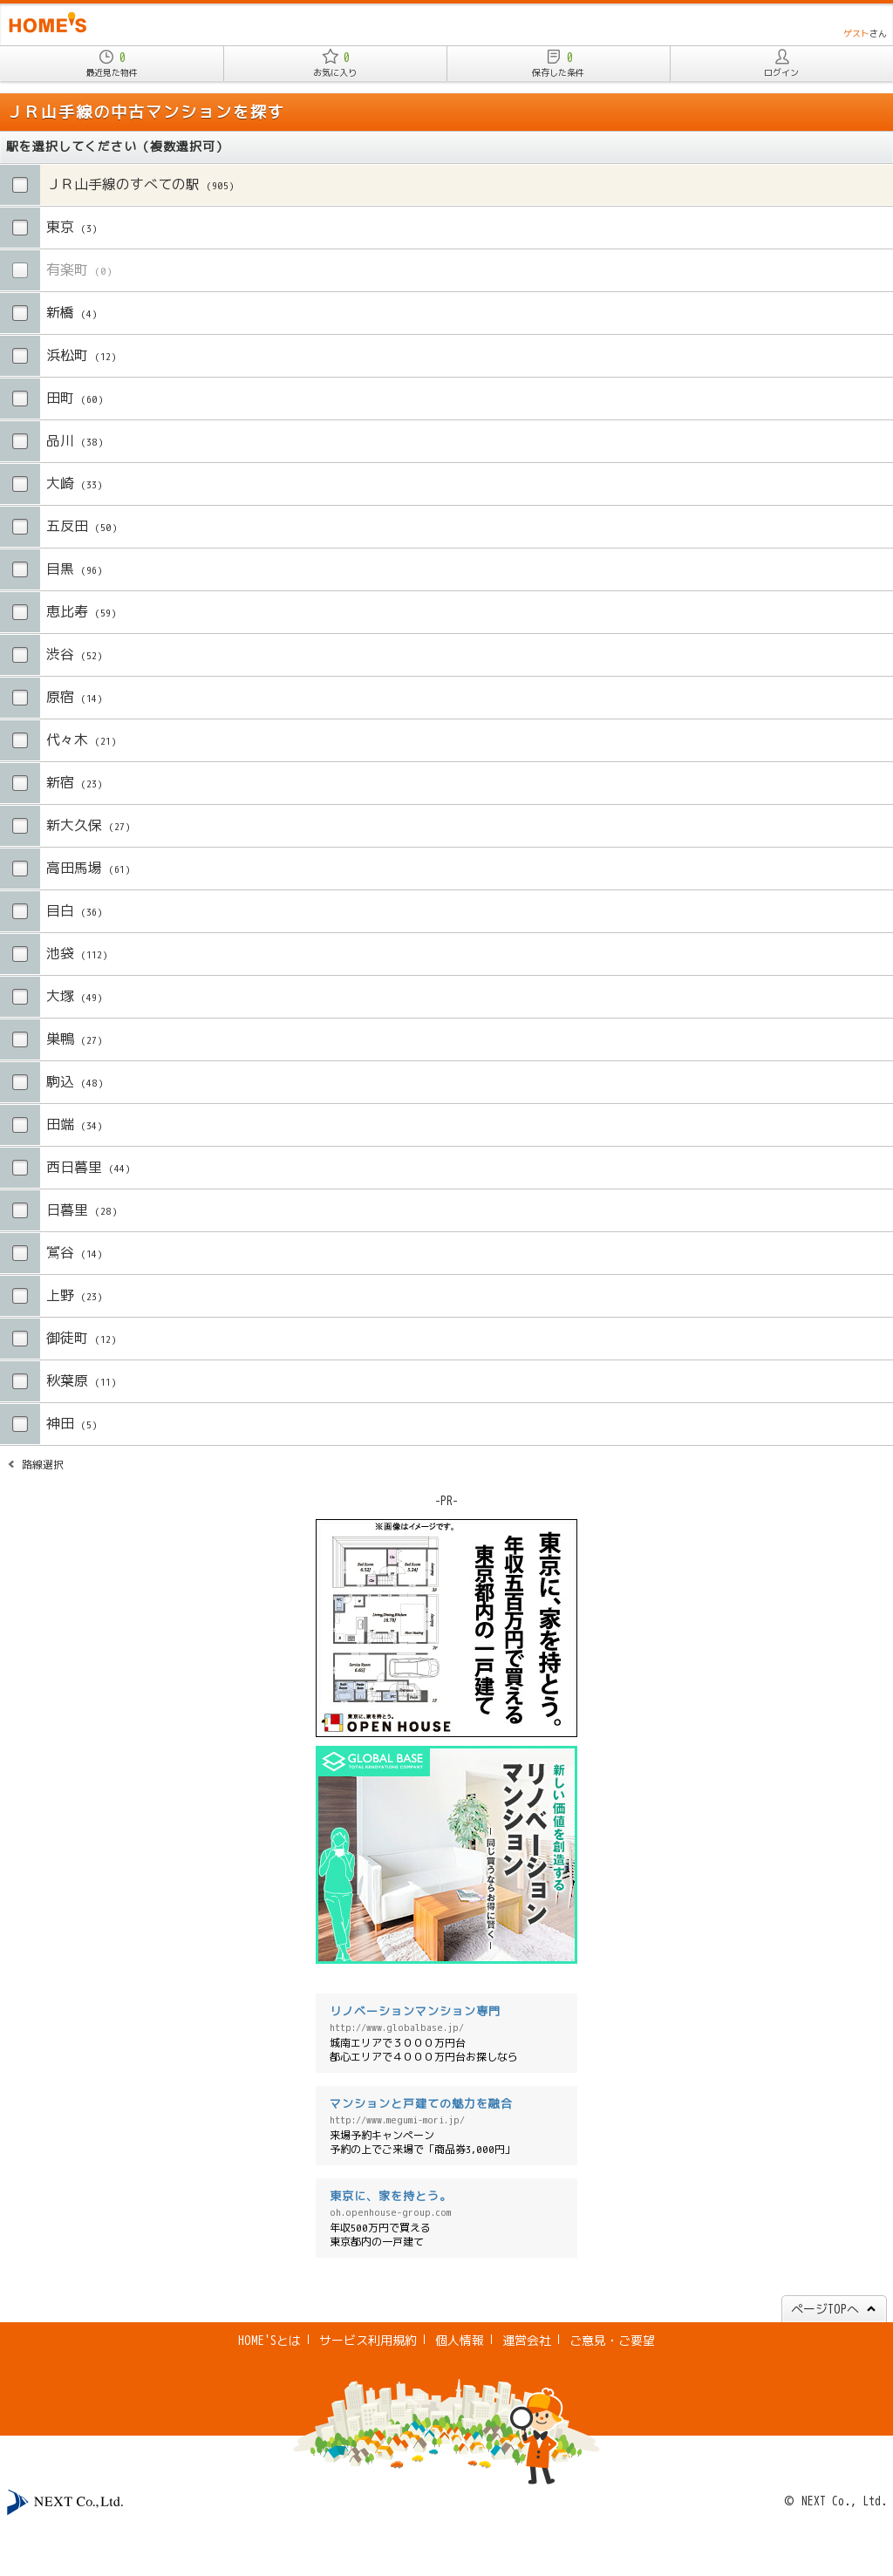 HOME'S
ゲストさん
0
最近見た物件
0
お気に入り
0
保存した条件
ログイン
ＪＲ山手線の中古マンションを探す
駅を選択してください（複数選択可）
ＪＲ山手線のすべての駅 (905)
東京 (3)
有楽町 (0)
新橋 (4)
浜松町 (12)
田町 (60)
品川 (38)
大崎 (33)
五反田 (50)
目黒 (96)
恵比寿 (59)
渋谷 (52)
原宿 (14)
代々木 (21)
新宿 (23)
新大久保 (27)
高田馬場 (61)
目白 (36)
池袋 (112)
大塚 (49)
巣鴨 (27)
駒込 (48)
田端 (34)
西日暮里 (44)
日暮里 (28)
鴬谷 (14)
上野 (23)
御徒町 (12)
秋葉原 (11)
神田 (5)
路線選択
-PR-
※画像はイメージです。
東京に、家を持とう。
年収五百万円で買える
東京都内の一戸建て
東京に、家を持とう。
OPEN HOUSE
GLOBAL BASE
TOTAL RENOVATIONS COMPANY
新しい価値を創造する
リノベーション
マンション
―同じ買うならお得に賢く―
リノベーションマンション専門
http://www.globalbase.jp/
城南エリアで３０００万円台
都心エリアで４０００万円台お探しなら
マンションと戸建ての魅力を融合
http://www.megumi-mori.jp/
来場予約キャンペーン
予約の上でご来場で「商品券3,000円」
東京に、家を持とう。
oh.openhouse-group.com
年収500万円で買える
東京都内の一戸建て
ページTOPへ
HOME'Sとは | サービス利用規約 | 個人情報 | 運営会社 | ご意見・ご要望
NEXT Co., Ltd.
© NEXT Co., Ltd.